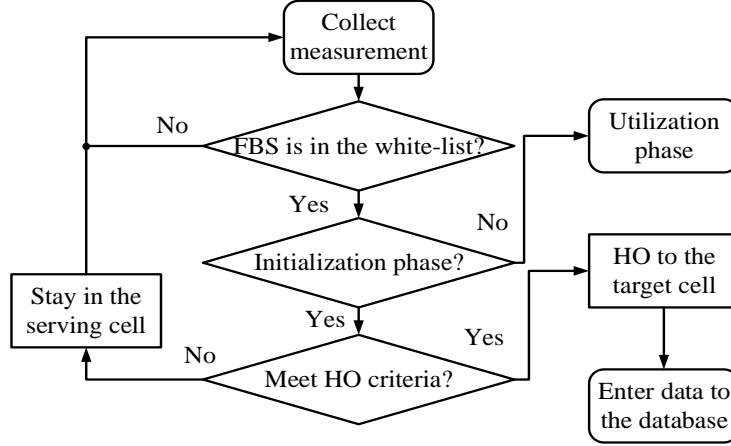 Collect
measurement
No
FBS is in the white-list?
Utilization
phase
Yes
No
Initialization phase?
HO to the
target cell
Stay in the
serving cell
Yes
Yes
No
Meet HO criteria?
Enter data to
the database